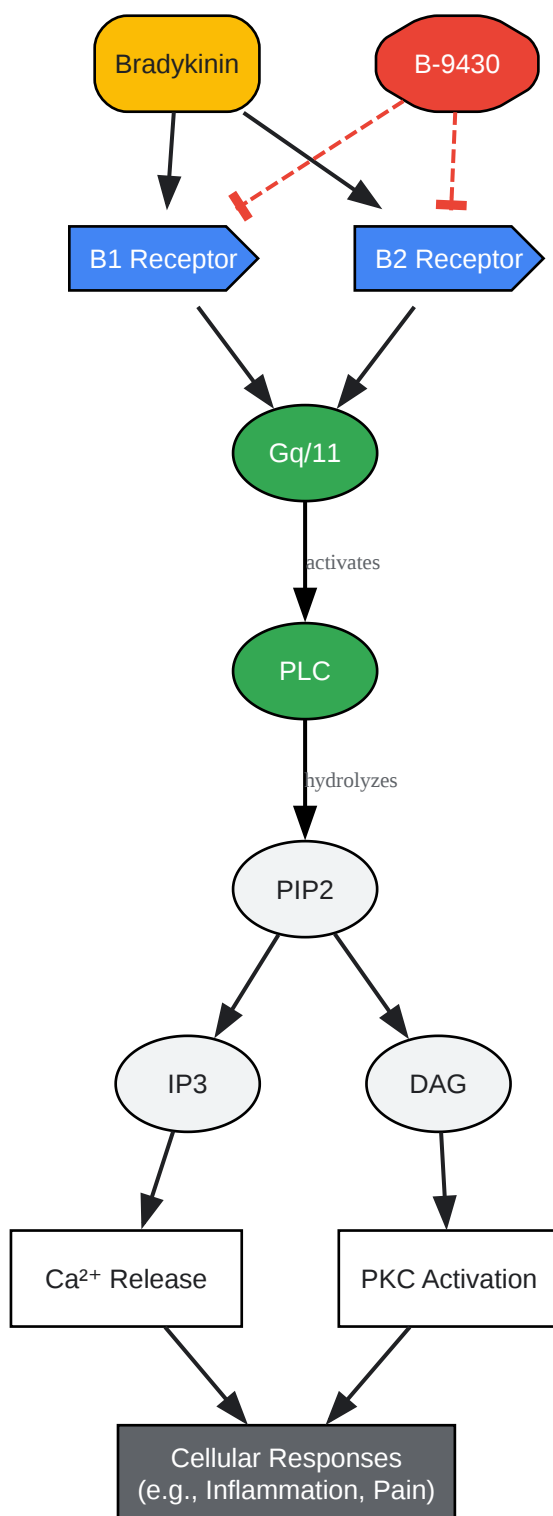 Bradykinin
B-9430
B1 Receptor
B2 Receptor
Gq/11
activates
PLC
hydrolyzes
PIP2
IP3
DAG
Ca²⁺ Release
PKC Activation
Cellular Responses
(e.g., Inflammation, Pain)